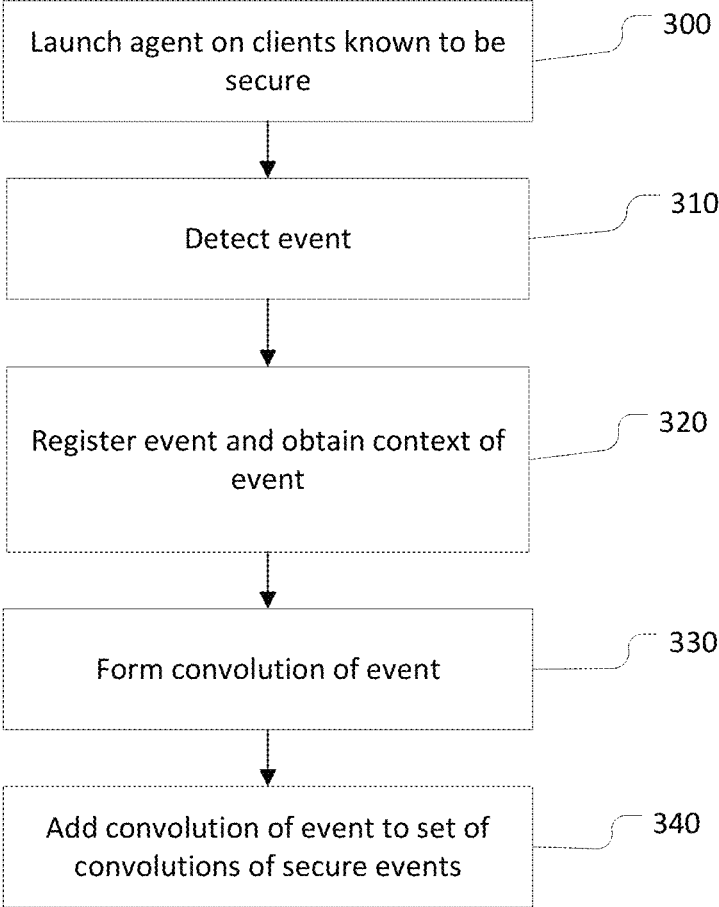 Launch agent on clients known to be
secure
300
Detect event
310
Register event and obtain context of
event
320
Form convolution of event
330
Add convolution of event to set of
convolutions of secure events
340